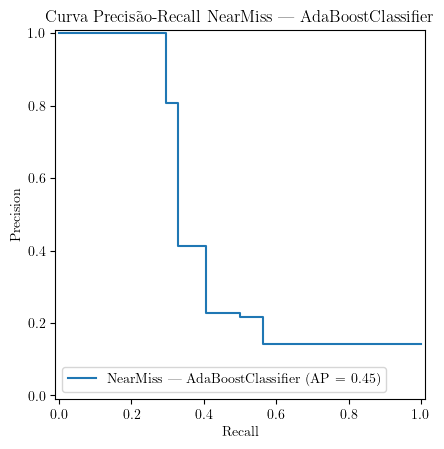 Curva Precisão-Recall NearMiss — AdaBoostClassifier
1.0
0.8
0.6
0.4
0.2
0.0
Precision
NearMiss — AdaBoostClassifier (AP = 0.45)
0.0 0.2 0.4 0.6 0.8 1.0
Recall